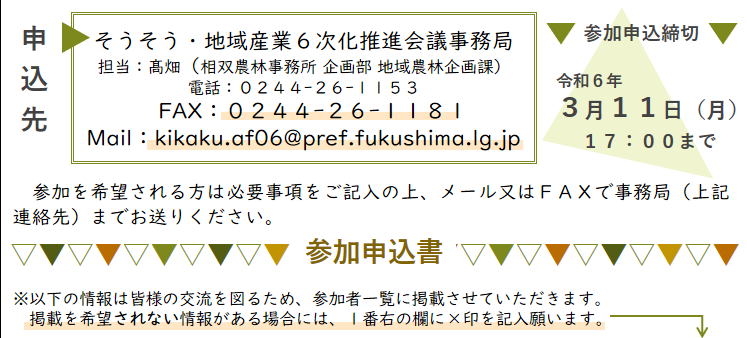 申込先
そうそう・地域産業６次化推進会議事務局
担当：髙畑（相双農林事務所 企画部 地域農林企画課）
電話：０２４４-２６-１１５３
FAX：０２４４-２６-１１８１
Mail：kikaku.af06@pref.fukushima.lg.jp
参加申込締切
令和６年
３月１１日（月）
１７：００まで
参加を希望される方は必要事項をご記入の上、メール又はＦＡＸで事務局（上記
連絡先）までお送りください。
参加申込書
※以下の情報は皆様の交流を図るため、参加者一覧に掲載させていただきます。
掲載を希望されない情報がある場合には、１番右の欄に×印を記入願います。